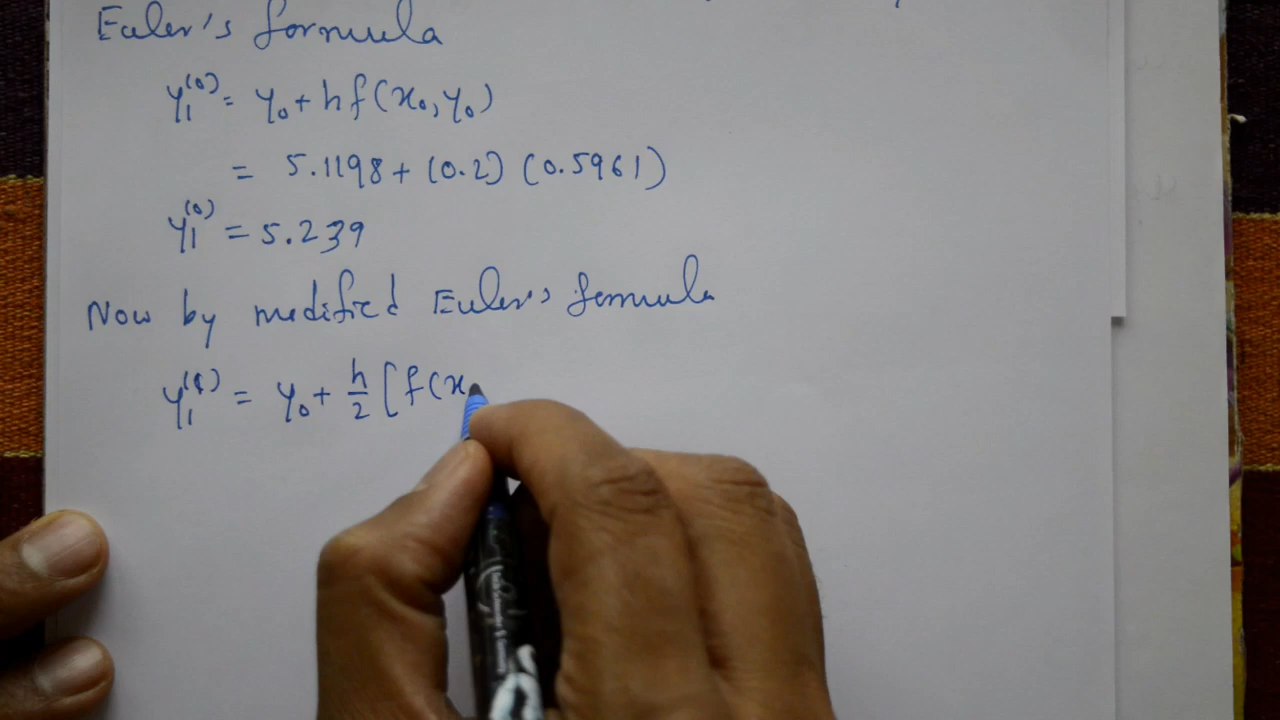 Euler's formula
y₁⁽⁰⁾ = y₀ + h f(x₀, y₀)
= 5.1198 + (0.2) (0.5961)
y₁⁽⁰⁾ = 5.239
Now by modified Euler's formula
y₁⁽¹⁾ = y₀ + h/2 [f(x